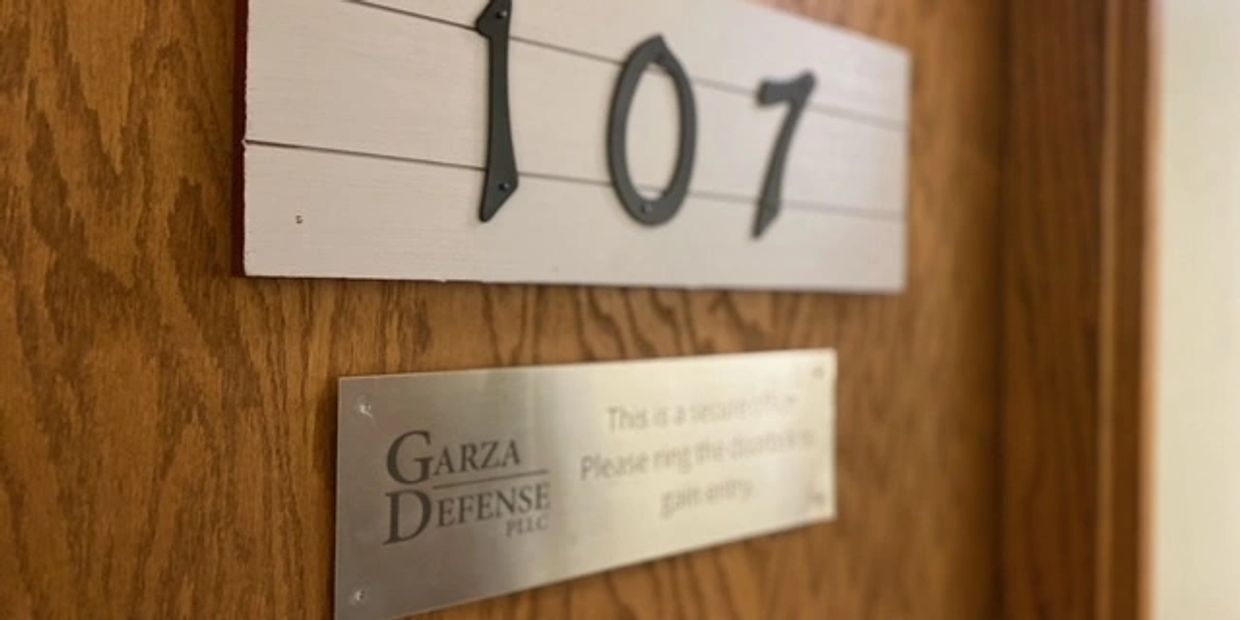 107
GARZA
DEFENSE
PLLC
This is a secure office
Please ring the doorbell to
gain entry.